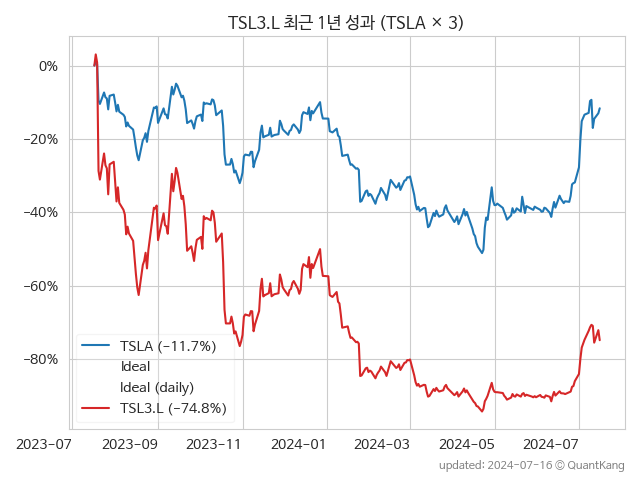 TSL3.L 최근 1년 성과 (TSLA × 3)
0%
−20%
−40%
−60%
−80%
TSLA (−11.7%)
Ideal
Ideal (daily)
TSL3.L (−74.8%)
2023-07 2023-09 2023-11 2024-01 2024-03 2024-05 2024-07
updated: 2024-07-16 © QuantKang